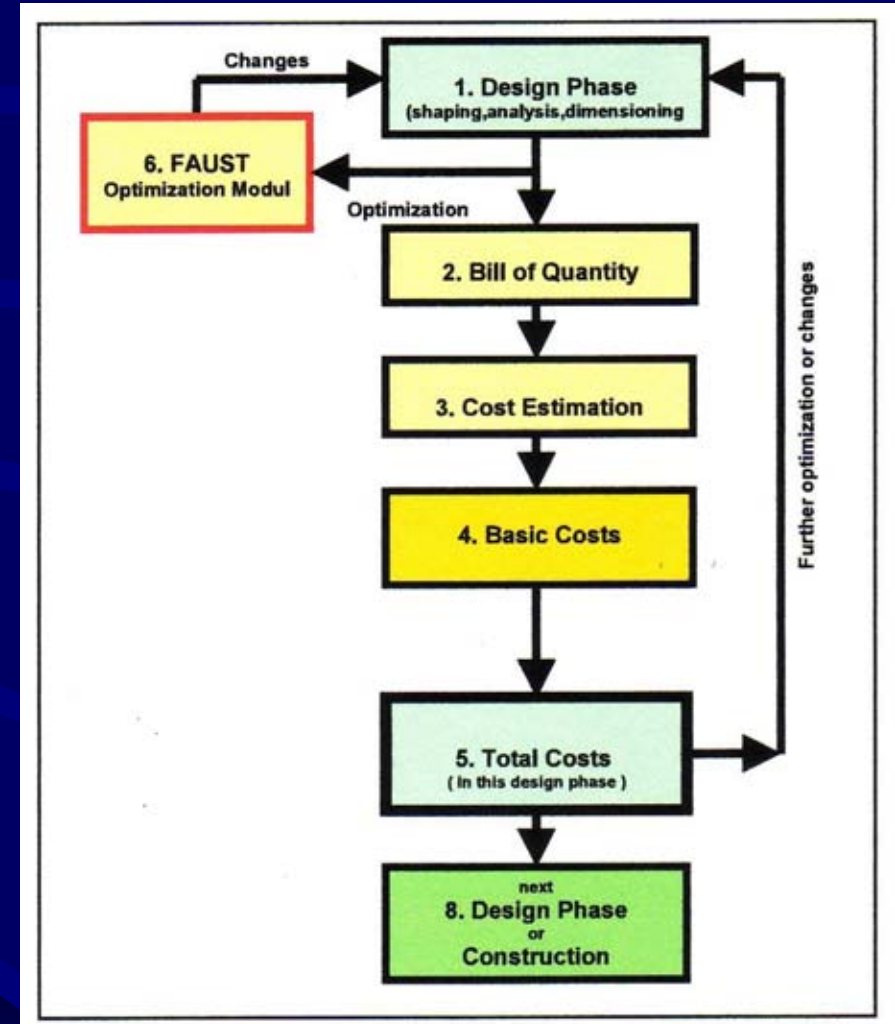 Changes
1. Design Phase
(shaping,analysis,dimensioning
6. FAUST
Optimization Modul
Optimization
2. Bill of Quantity
3. Cost Estimation
4. Basic Costs
Further optimization or changes
5. Total Costs
( In this design phase )
next
8. Design Phase
or
Construction